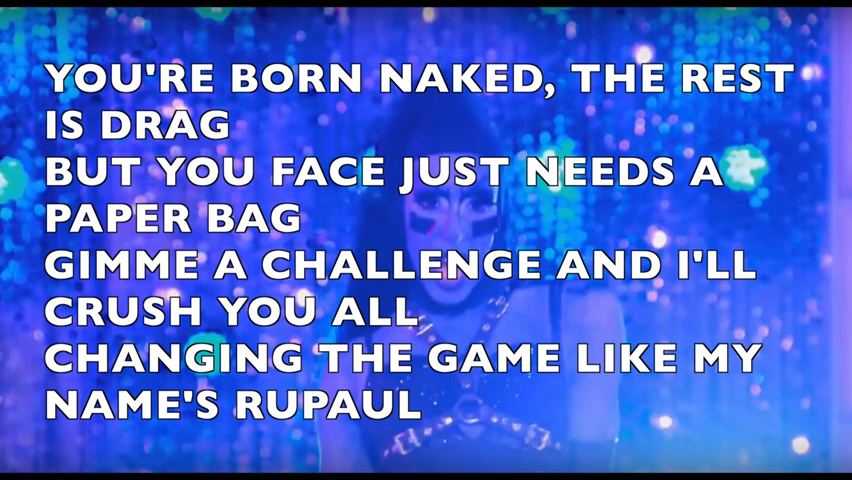 YOU'RE BORN NAKED, THE REST
IS DRAG
BUT YOU FACE JUST NEEDS A
PAPER BAG
GIMME A CHALLENGE AND I'LL
CRUSH YOU ALL
CHANGING THE GAME LIKE MY
NAME'S RUPAUL